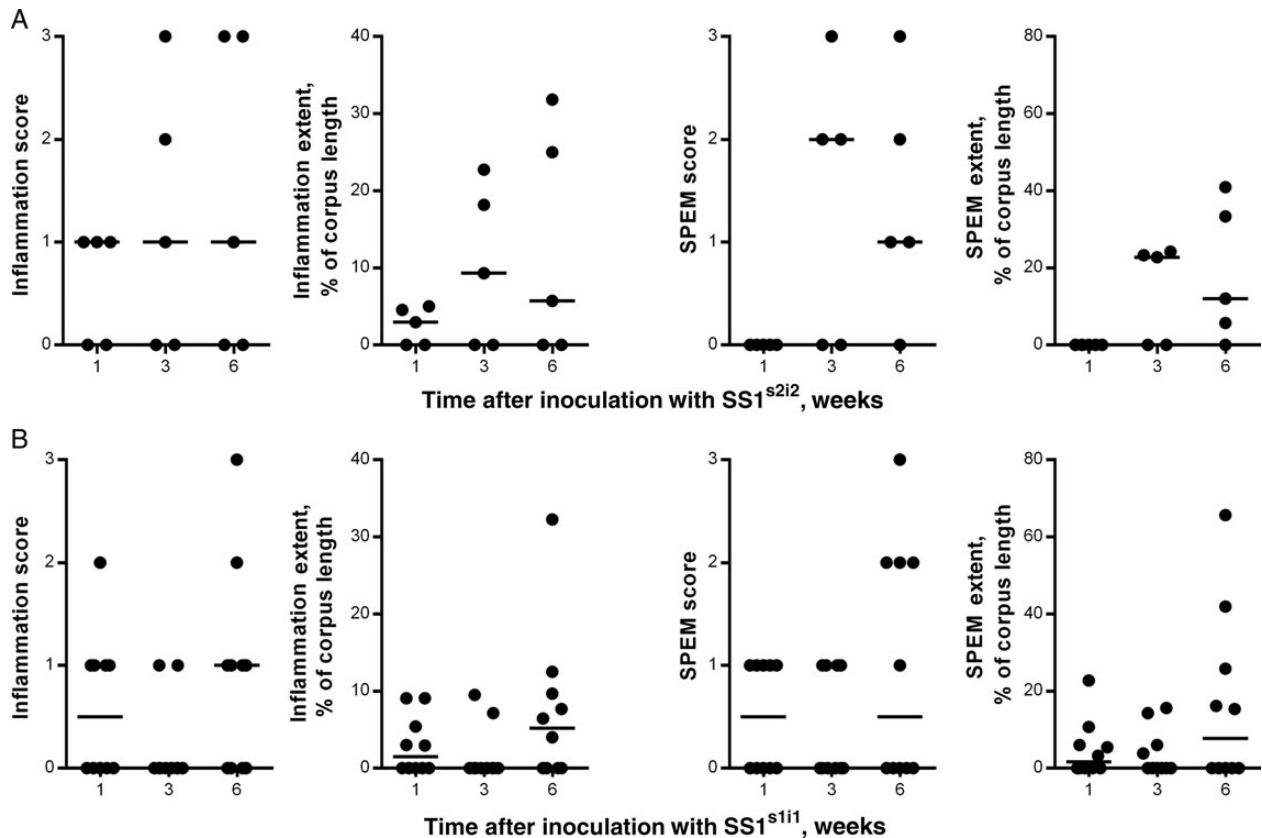 A
Inflammation score
3
2
1
0
1 3 6
Inflammation extent,
% of corpus length
40
30
20
10
0
1 3 6
SPEM score
3
2
1
0
1 3 6
SPEM extent,
% of corpus length
80
60
40
20
0
1 3 6
Time after inoculation with SS1s2i2, weeks
B
Inflammation score
3
2
1
0
1 3 6
Inflammation extent,
% of corpus length
40
30
20
10
0
1 3 6
SPEM score
3
2
1
0
1 3 6
SPEM extent,
% of corpus length
80
60
40
20
0
1 3 6
Time after inoculation with SS1s1i1, weeks